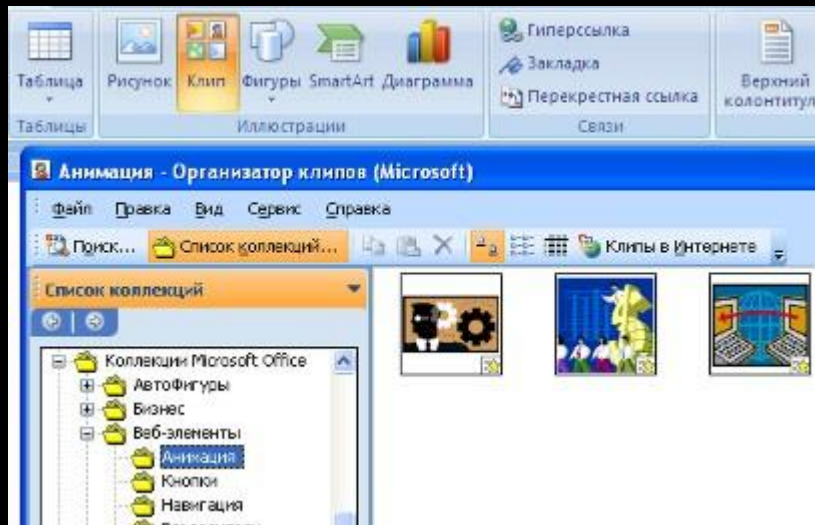 Таблица
Рисунок Клип Фигуры SmartArt Диаграмма
Гиперссылка
Закладка
Перекрестная ссылка
Верхний
колонтитул
Таблицы Иллюстрации Связи
Анимация - Организатор клипов (Microsoft)
Файл Правка Вид Сервис Справка
Поиск... Список коллекций... Клипы в Интернете
Список коллекций
Коллекции Microsoft Office
АвтоФигуры
Бизнес
Веб-элементы
Анимация
Кнопки
Навигация